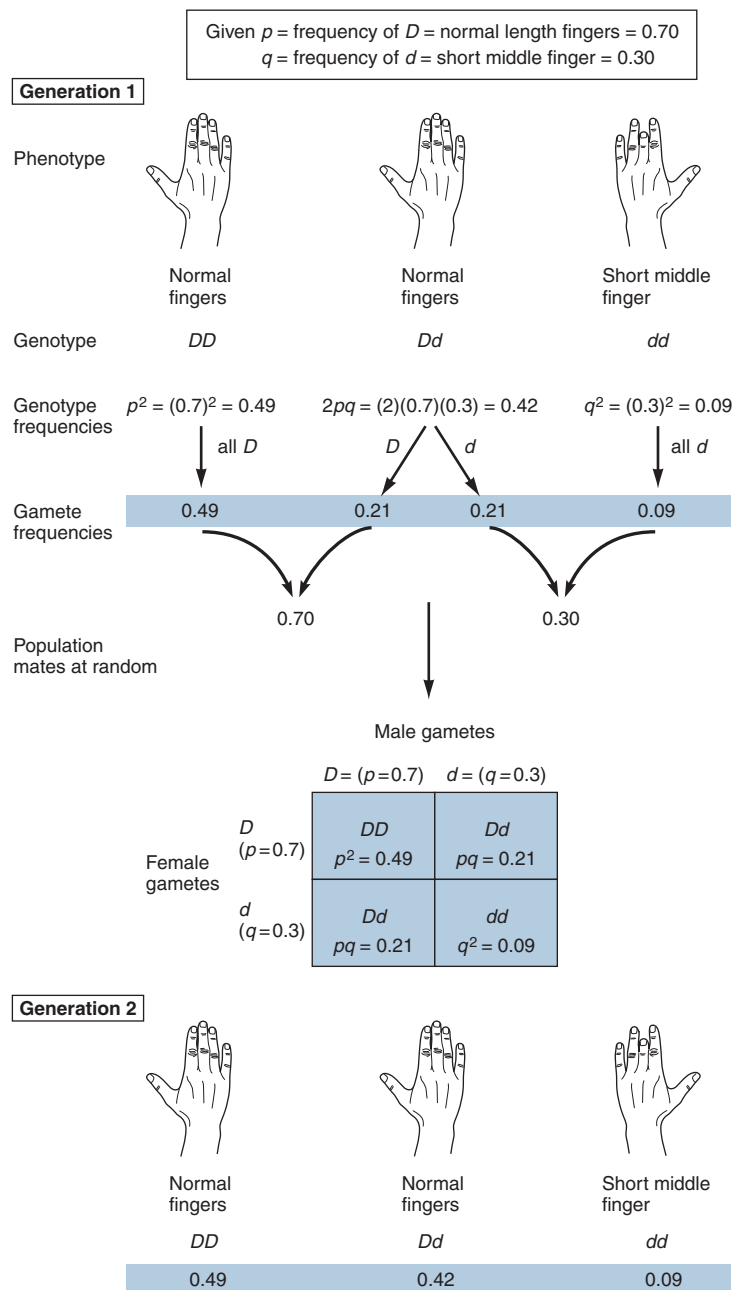 Given p = frequency of D = normal length fingers = 0.70
q = frequency of d = short middle finger = 0.30
Generation 1
Phenotype
Normal fingers
Normal fingers
Short middle finger
Genotype
DD
Dd
dd
Genotype frequencies
p² = (0.7)² = 0.49
2pq = (2)(0.7)(0.3) = 0.42
q² = (0.3)² = 0.09
all D
D
d
all d
Gamete frequencies
0.49
0.21
0.21
0.09
0.70
0.30
Population
mates at random
Male gametes
D = (p = 0.7)
d = (q = 0.3)
Female
gametes
D
(p = 0.7)
DD
p² = 0.49
Dd
pq = 0.21
d
(q = 0.3)
Dd
pq = 0.21
dd
q² = 0.09
Generation 2
Normal fingers
Normal fingers
Short middle finger
DD
Dd
dd
0.49
0.42
0.09